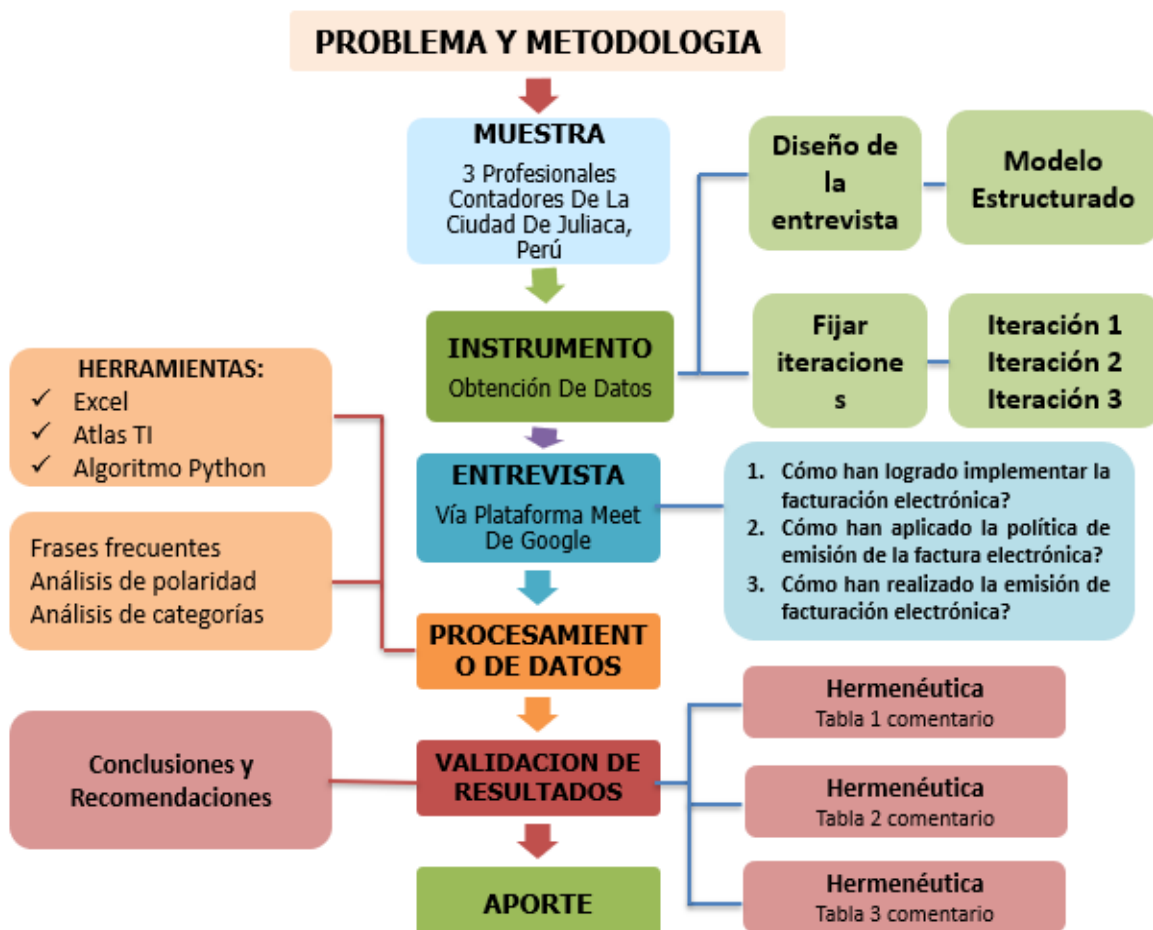 PROBLEMA Y METODOLOGIA
MUESTRA
3 Profesionales
Contadores De La
Ciudad De Juliaca,
Perú
Diseño de
la
entrevista
Modelo
Estructurado
INSTRUMENTO
Obtención De Datos
Fijar
iteracione
s
Iteración 1
Iteración 2
Iteración 3
HERRAMIENTAS:
✓ Excel
✓ Atlas TI
✓ Algoritmo Python
ENTREVISTA
Vía Plataforma Meet
De Google
1. Cómo han logrado implementar la
facturación electrónica?
2. Cómo han aplicado la política de
emisión de la factura electrónica?
3. Cómo han realizado la emisión de
facturación electrónica?
Frases frecuentes
Análisis de polaridad
Análisis de categorías
PROCESAMIENT
O DE DATOS
Hermenéutica
Tabla 1 comentario
Conclusiones y
Recomendaciones
VALIDACION DE
RESULTADOS
Hermenéutica
Tabla 2 comentario
APORTE
Hermenéutica
Tabla 3 comentario